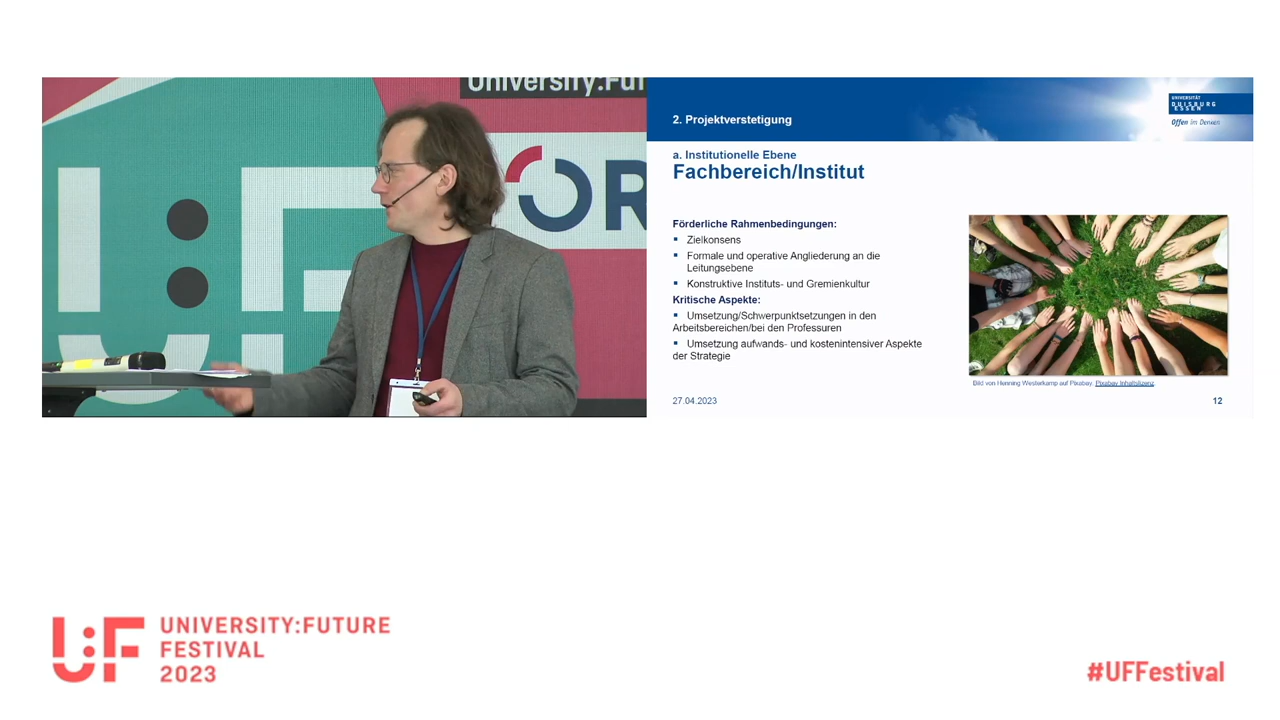 University:Fut
UF
OR
2. Projektverstetigung
UNIVERSITÄT
DUISBURG
ESSEN
Offen im Denken
a. Institutionelle Ebene
Fachbereich/Institut
Förderliche Rahmenbedingungen:
▪ Zielkonsens
▪ Formale und operative Angliederung an die
Leitungsebene
▪ Konstruktive Instituts- und Gremienkultur
Kritische Aspekte:
▪ Umsetzung/Schwerpunktsetzungen in den
Arbeitsbereichen/bei den Professuren
▪ Umsetzung aufwands- und kostenintensiver Aspekte
der Strategie
Bild von Henning Westerkamp auf Pixabay, Pixabay Inhaltslizenz.
27.04.2023
12
U:F
UNIVERSITY:FUTURE
FESTIVAL
2023
#UFFestival